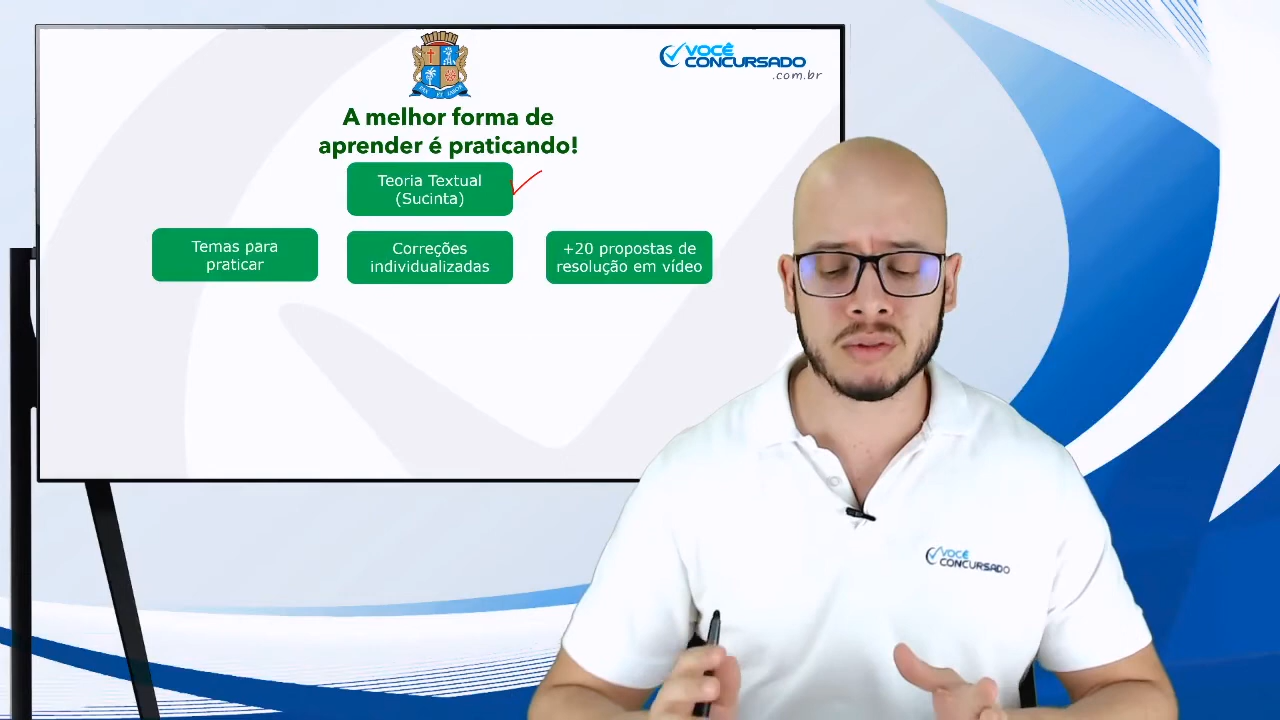 VOCÊ
CONCURSADO
.com.br
A melhor forma de
aprender é praticando!
Teoria Textual
(Sucinta)
Temas para
praticar
Correções
individualizadas
+20 propostas de
resolução em vídeo
VOCÊ
CONCURSADO